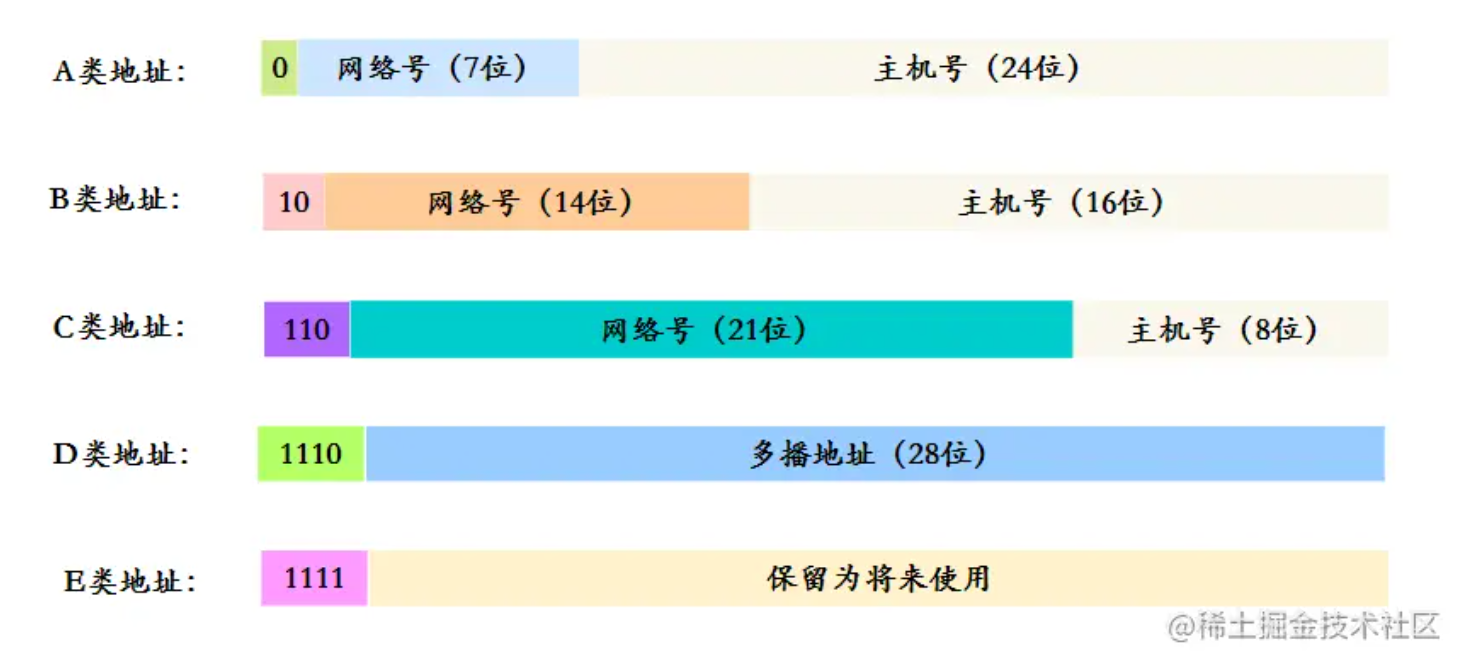 A类地址: 0 网络号 (7位) 主机号 (24位)
B类地址: 10 网络号 (14位) 主机号 (16位)
C类地址: 110 网络号 (21位) 主机号 (8位)
D类地址: 1110 多播地址 (28位)
E类地址: 1111 保留为将来使用
@稀土掘金技术社区